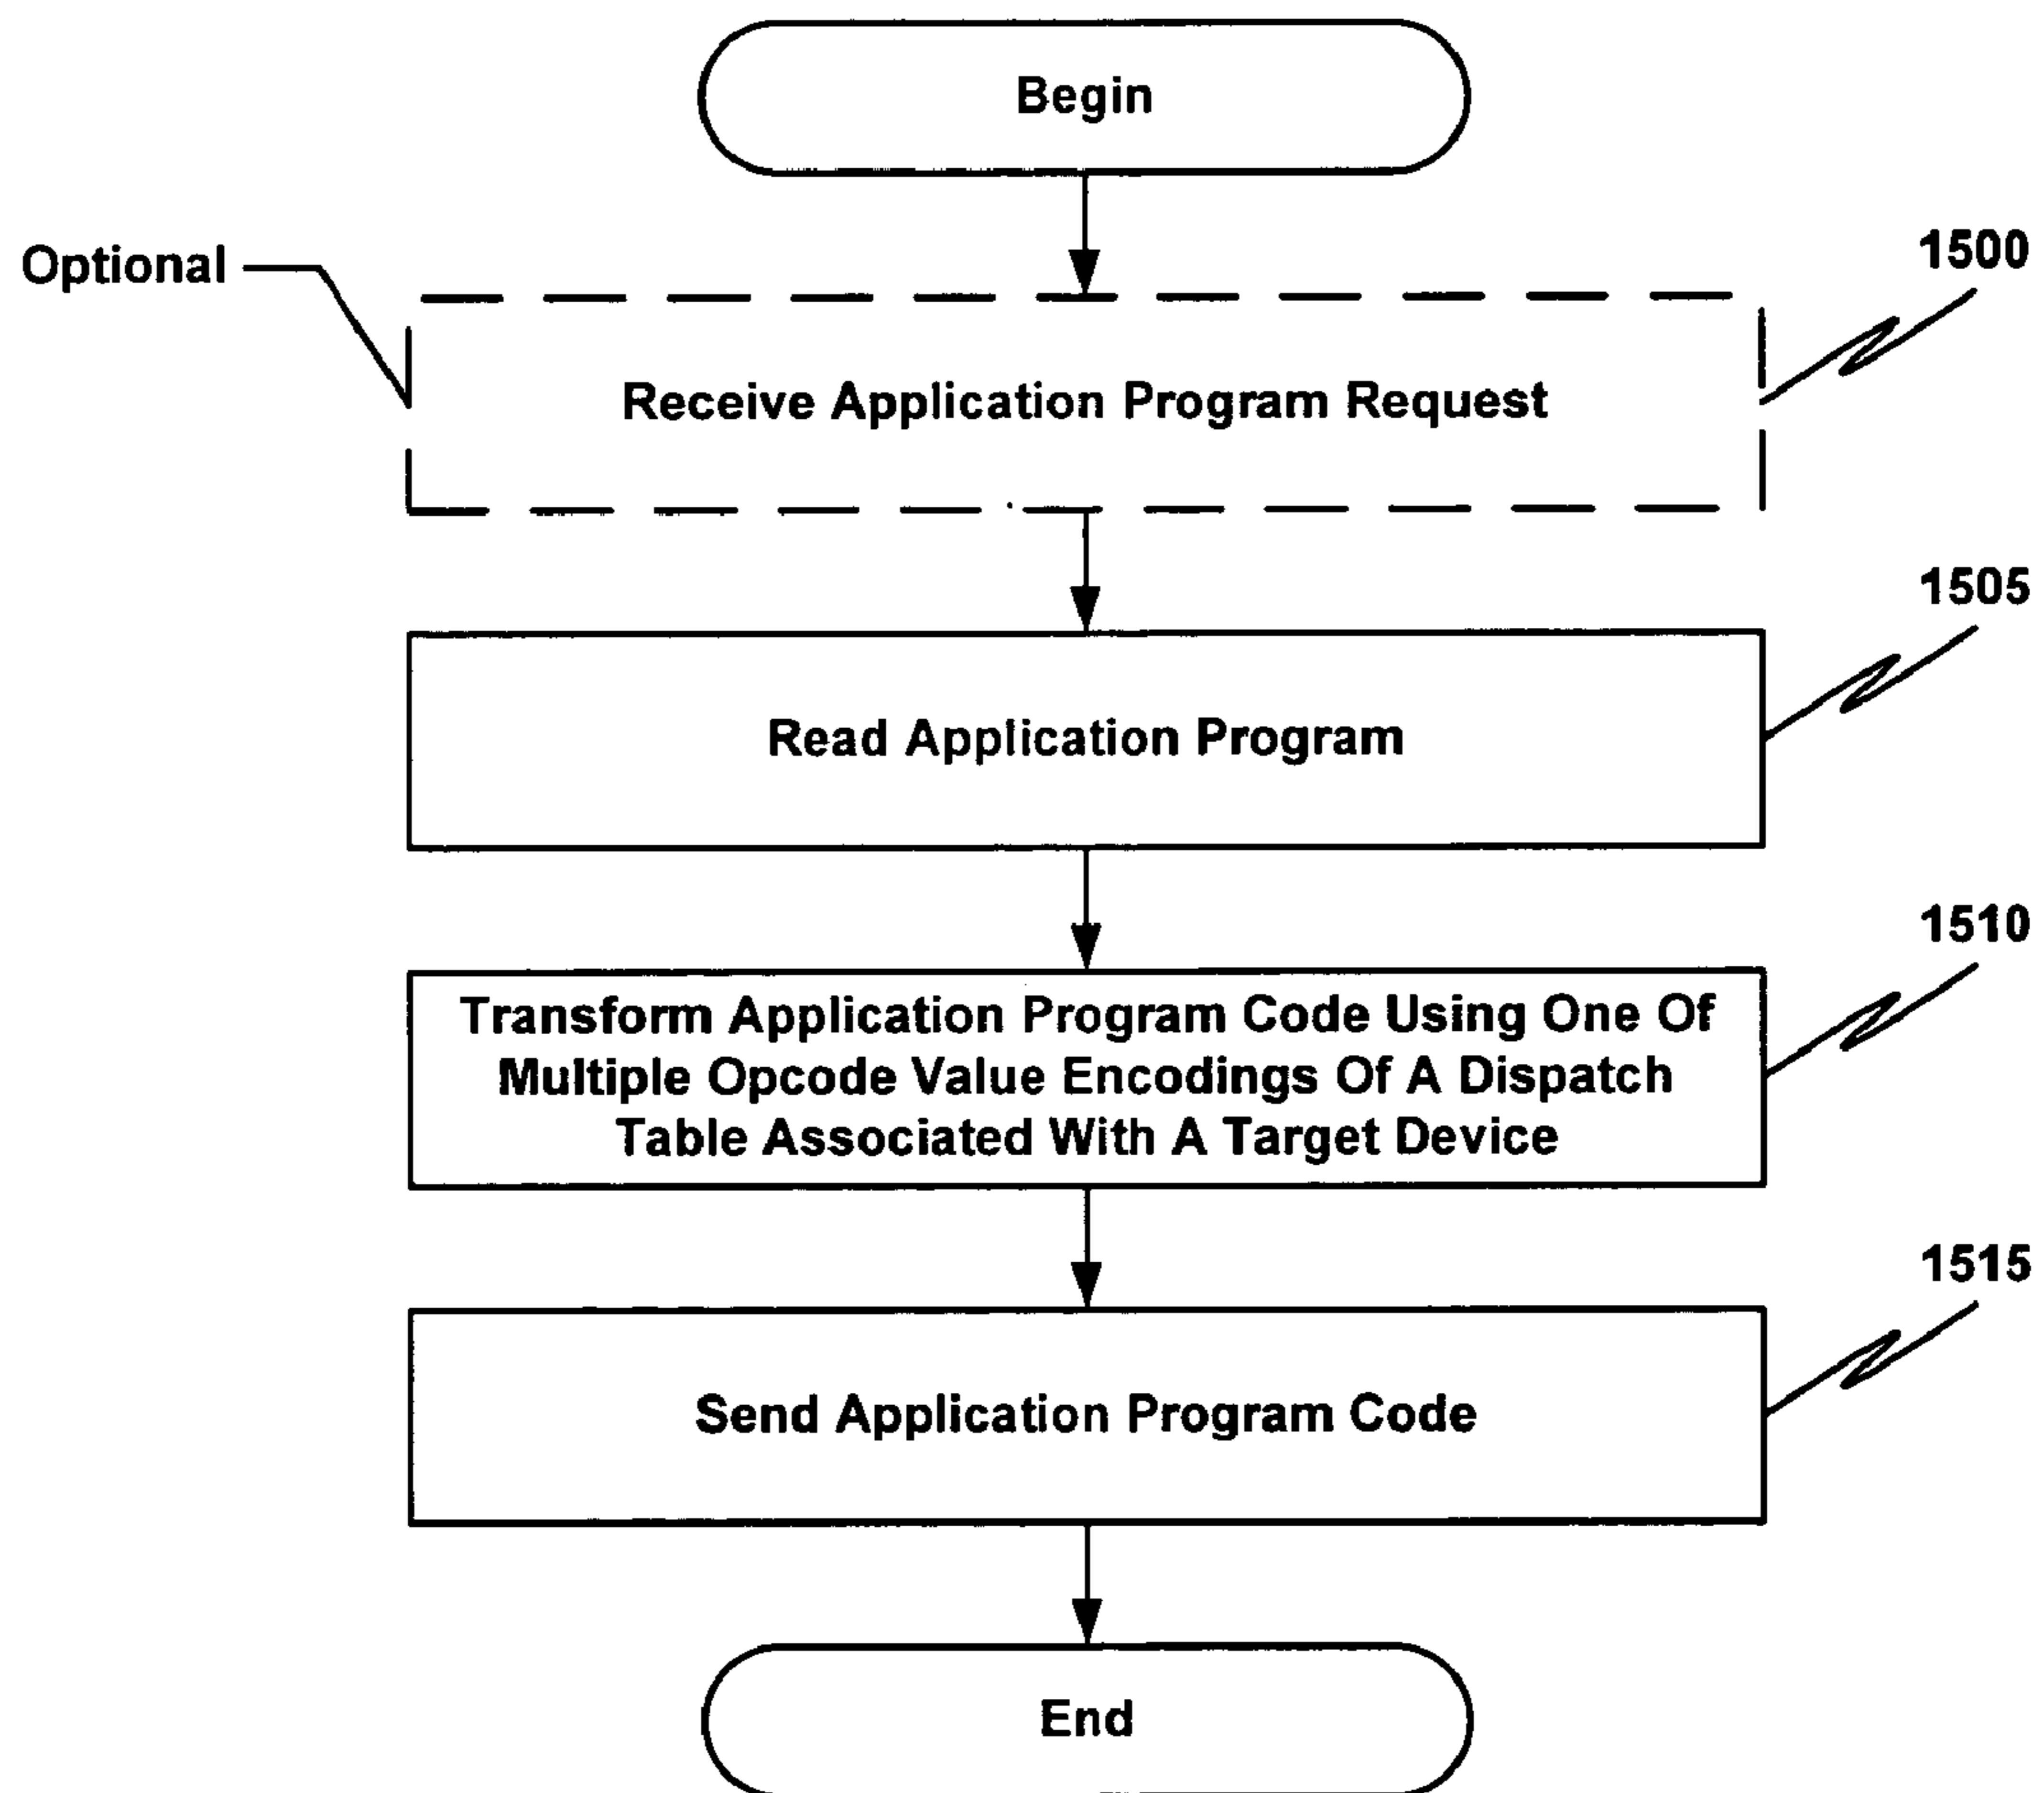 Begin
Optional
1500
Receive Application Program Request
1505
Read Application Program
1510
Transform Application Program Code Using One Of
Multiple Opcode Value Encodings Of A Dispatch
Table Associated With A Target Device
1515
Send Application Program Code
End